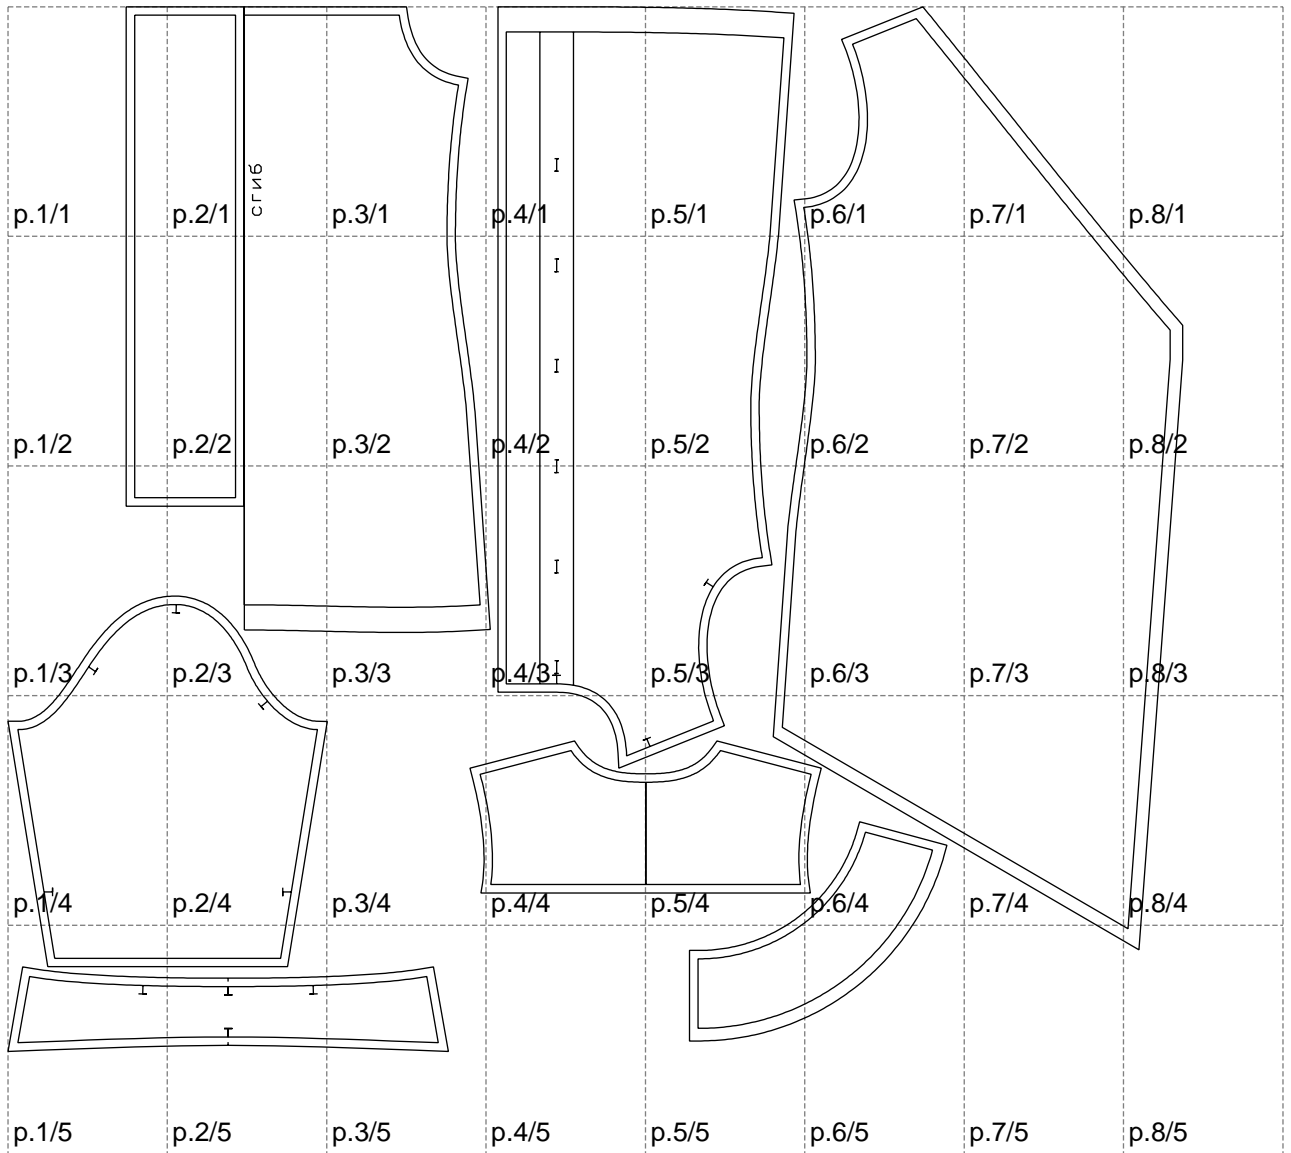 сгиб
p.1/1 p.2/1 p.3/1 p.4/1 p.5/1 p.6/1 p.7/1 p.8/1
p.1/2 p.2/2 p.3/2 p.4/2 p.5/2 p.6/2 p.7/2 p.8/2
p.1/3 p.2/3 p.3/3 p.4/3 p.5/3 p.6/3 p.7/3 p.8/3
p.1/4 p.2/4 p.3/4 p.4/4 p.5/4 p.6/4 p.7/4 p.8/4
p.1/5 p.2/5 p.3/5 p.4/5 p.5/5 p.6/5 p.7/5 p.8/5